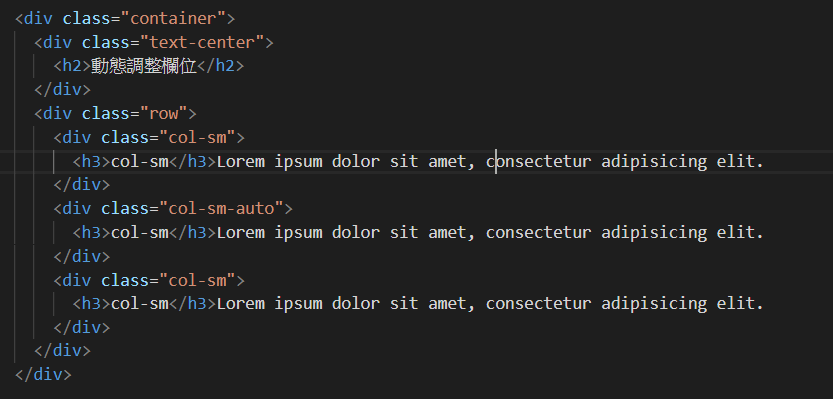 <div class="container">
<div class="text-center">
<h2>動態調整欄位</h2>
</div>
<div class="row">
<div class="col-sm">
<h3>col-sm</h3>Lorem ipsum dolor sit amet, consectetur adipisicing elit.
</div>
<div class="col-sm-auto">
<h3>col-sm</h3>Lorem ipsum dolor sit amet, consectetur adipisicing elit.
</div>
<div class="col-sm">
<h3>col-sm</h3>Lorem ipsum dolor sit amet, consectetur adipisicing elit.
</div>
</div>
</div>